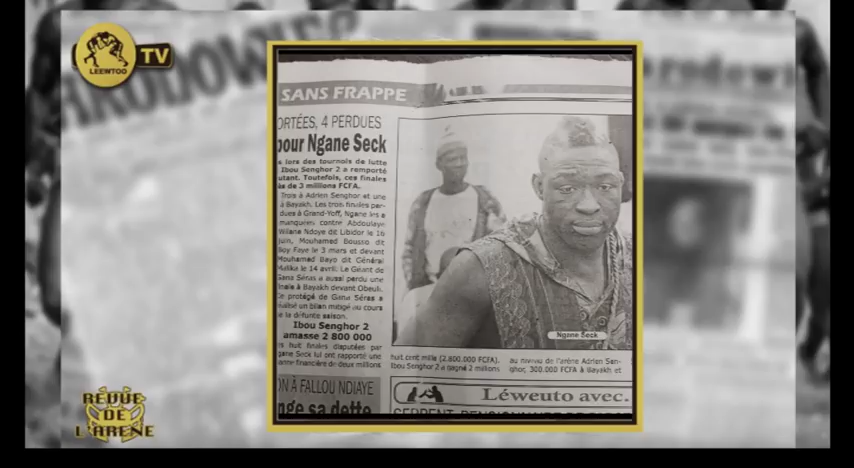 LEEWTOO
TV
SANS FRAPPE
ORTÉES, 4 PERDUES
pour Ngane Seck
lors des tournois de lutte
Ibou Senghor 2 a remporté
utant. Toutefois, ces finales
de 3 millions FCFA.
Trois à Adrien Senghor et une
à Bayakh. Les trois finales per-
dues à Grand-Yoff, Ngane les a
manquées contre Abdoulaye
Ndoye dit Libidor le 16
juin, Mouhamed Bousso dit
Boy Faye le 3 mars et devant
Mouhamed Bayo dit Général
Malika le 14 avril. Le Géant de
Gana Séras a aussi perdu une
finale à Bayakh devant Obeuli.
Ce protégé de Gana Séras a
réalisé un bilan mitigé au cours
de la défunte saison.
Ibou Senghor 2
amasse 2 800 000
huit finales disputées par
Ngane Seck lui ont rapporté une
somme financière de deux millions
Ngane Seck
huit cent mille (2.800.000 FCFA).
Ibou Senghor 2 a gagné 2 millions
au niveau de l'arène Adrien Sen-
ghor, 300.000 FCFA à Bayakh et
ON À FALLOU NDIAYE
nge sa dette
Léweuto avec.
REVUE
DE
L'ARENE